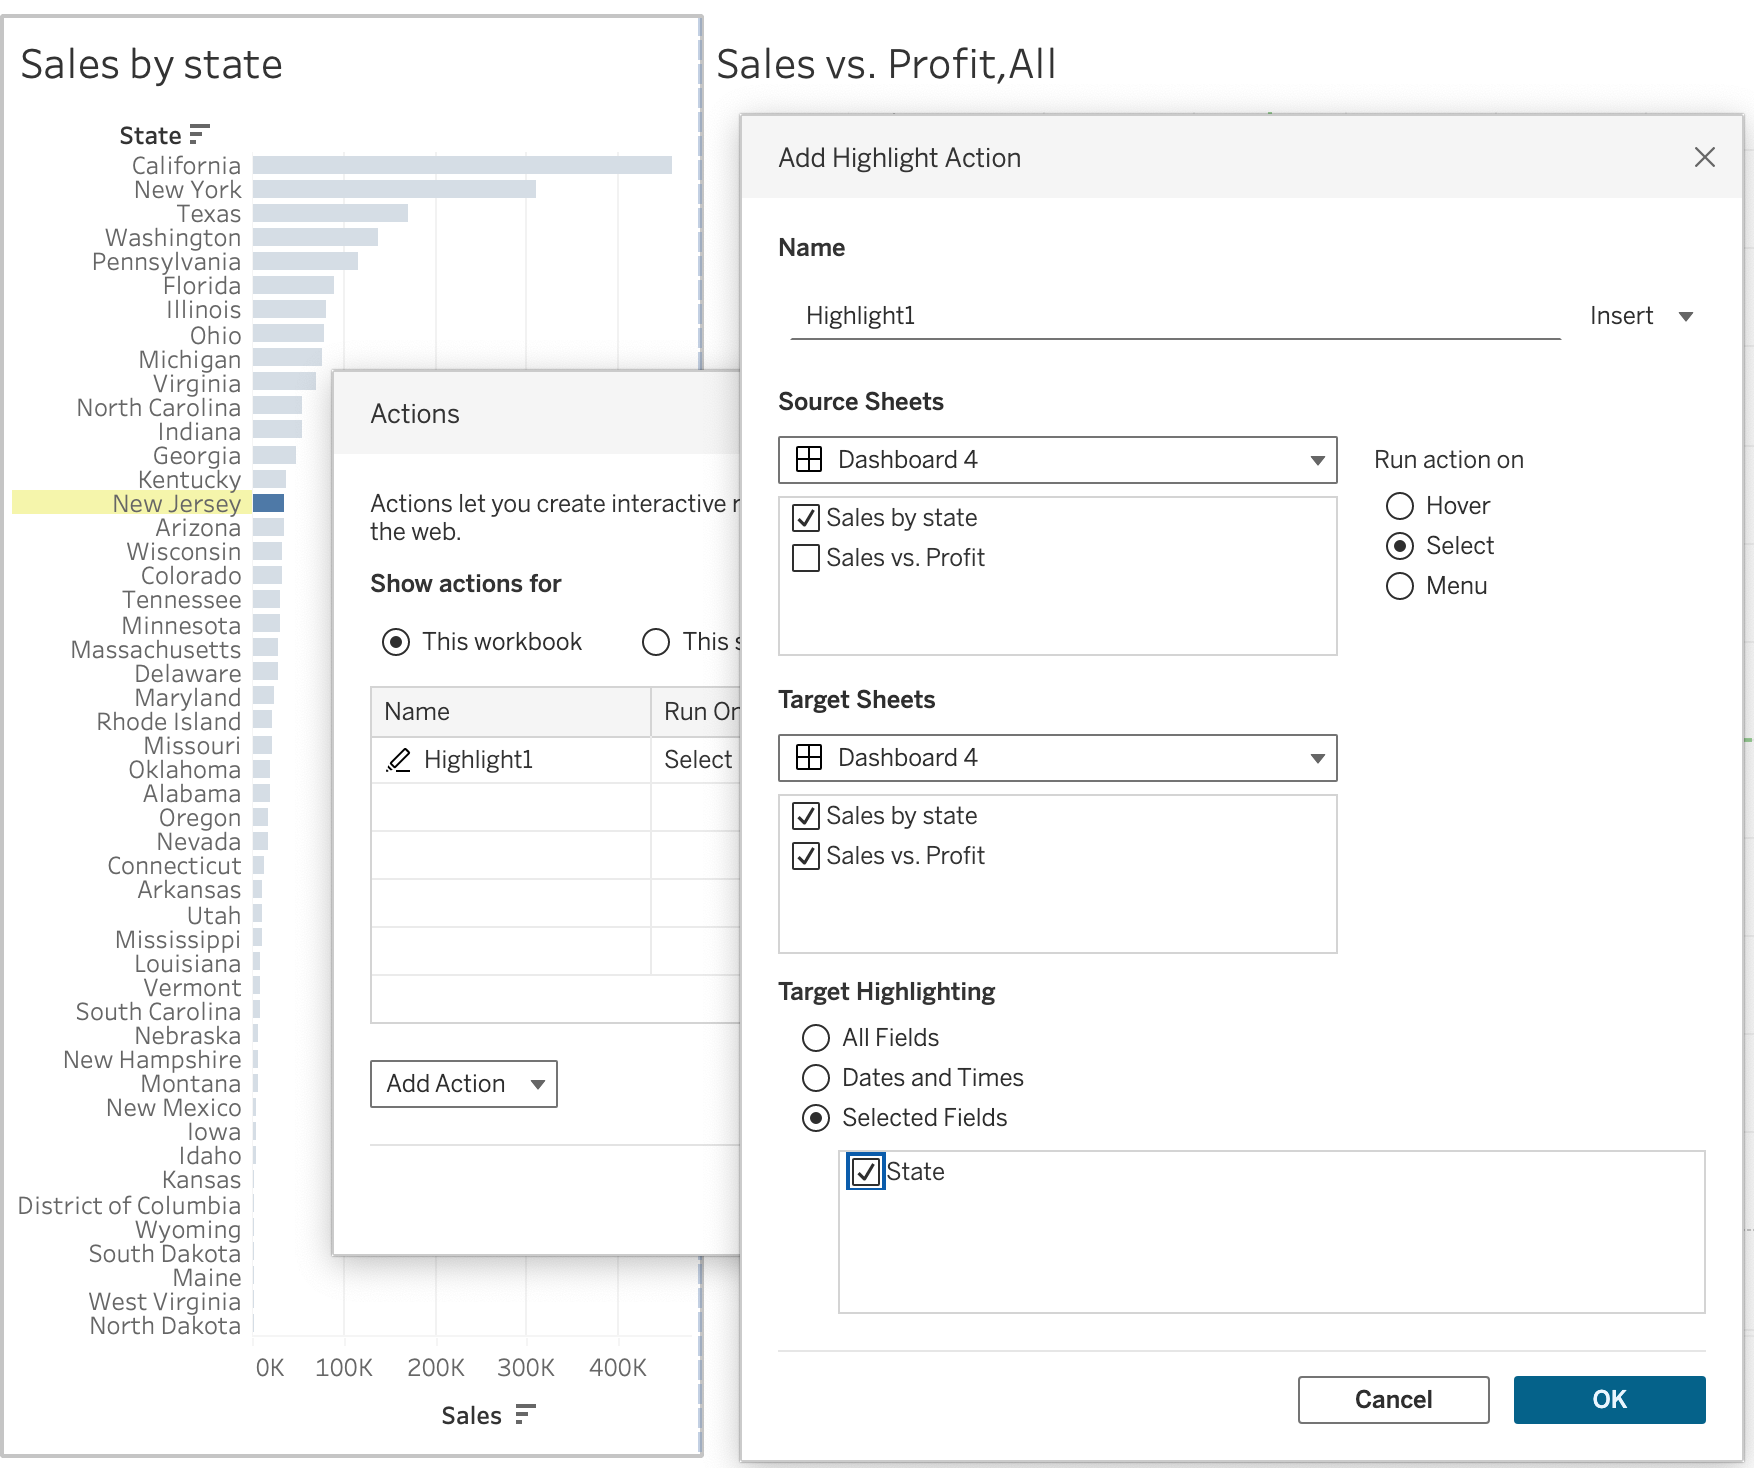 Sales by state
State
California
New York
Texas
Washington
Pennsylvania
Florida
Illinois
Ohio
Michigan
Virginia
North Carolina
Indiana
Georgia
Kentucky
New Jersey
Arizona
Wisconsin
Colorado
Tennessee
Minnesota
Massachusetts
Delaware
Maryland
Rhode Island
Missouri
Oklahoma
Alabama
Oregon
Nevada
Connecticut
Arkansas
Utah
Mississippi
Louisiana
Vermont
South Carolina
Nebraska
New Hampshire
Montana
New Mexico
Iowa
Idaho
Kansas
District of Columbia
Wyoming
South Dakota
Maine
West Virginia
North Dakota
0K 100K 200K 300K 400K
Sales
Sales vs. Profit,All
Actions
Actions let you create interactive
the web.
Show actions for
This workbook This
Name Run On
Highlight1 Select
Add Action
Add Highlight Action
Name
Highlight1 Insert
Source Sheets
Dashboard 4
Sales by state
Sales vs. Profit
Run action on
Hover
Select
Menu
Target Sheets
Dashboard 4
Sales by state
Sales vs. Profit
Target Highlighting
All Fields
Dates and Times
Selected Fields
State
Cancel OK